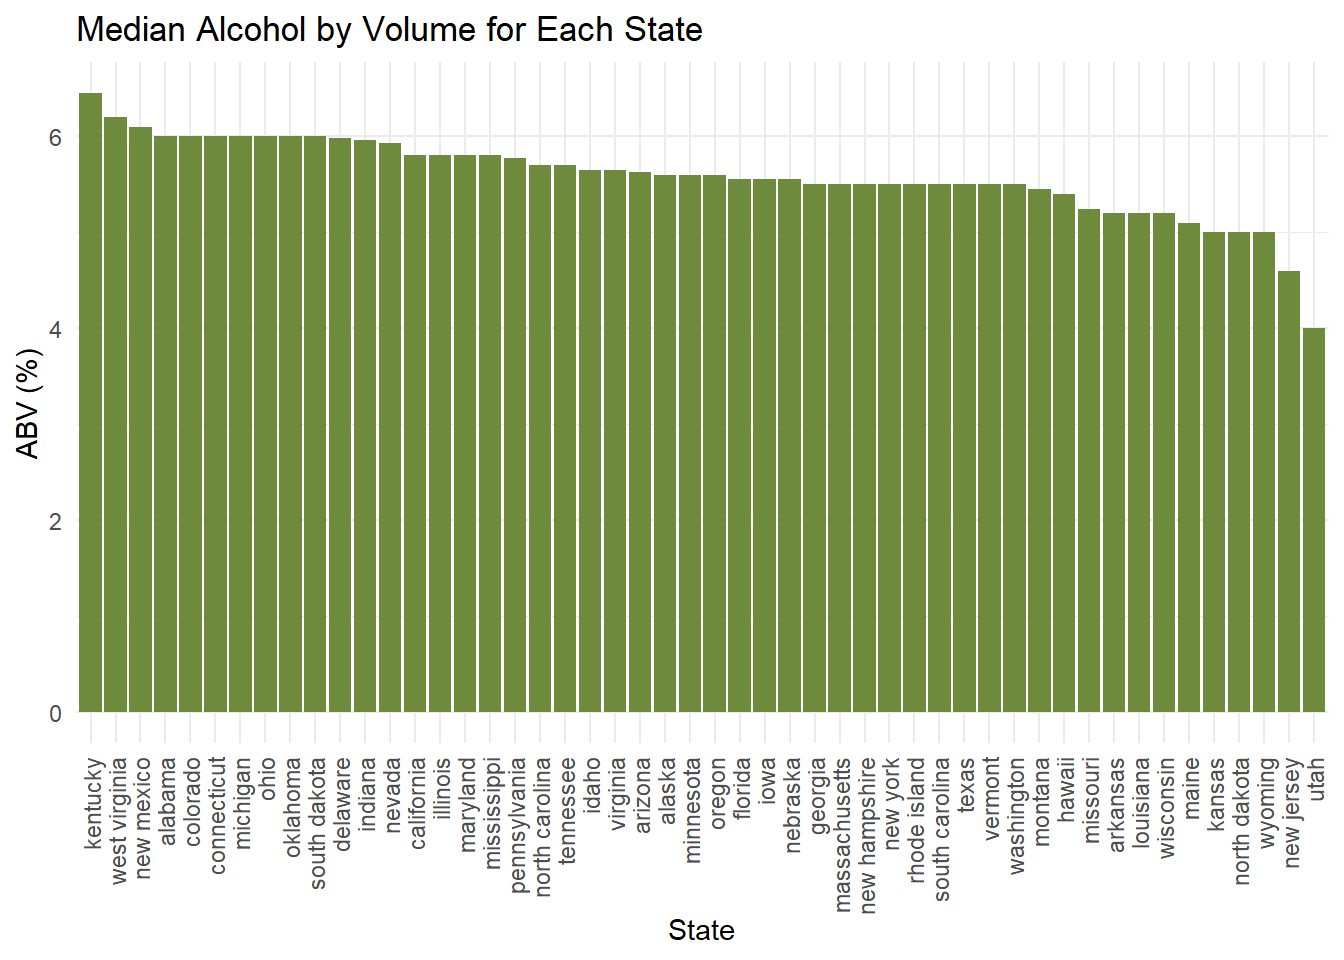 Median Alcohol by Volume for Each State
ABV (%)
6
4
2
0
kentucky
west virginia
new mexico
alabama
colorado
connecticut
michigan
ohio
oklahoma
south dakota
delaware
indiana
nevada
california
illinois
maryland
mississippi
pennsylvania
north carolina
tennessee
idaho
virginia
arizona
alaska
minnesota
oregon
florida
iowa
nebraska
georgia
massachusetts
new hampshire
new york
rhode island
south carolina
texas
vermont
washington
montana
hawaii
missouri
arkansas
louisiana
wisconsin
maine
kansas
north dakota
wyoming
new jersey
utah
State